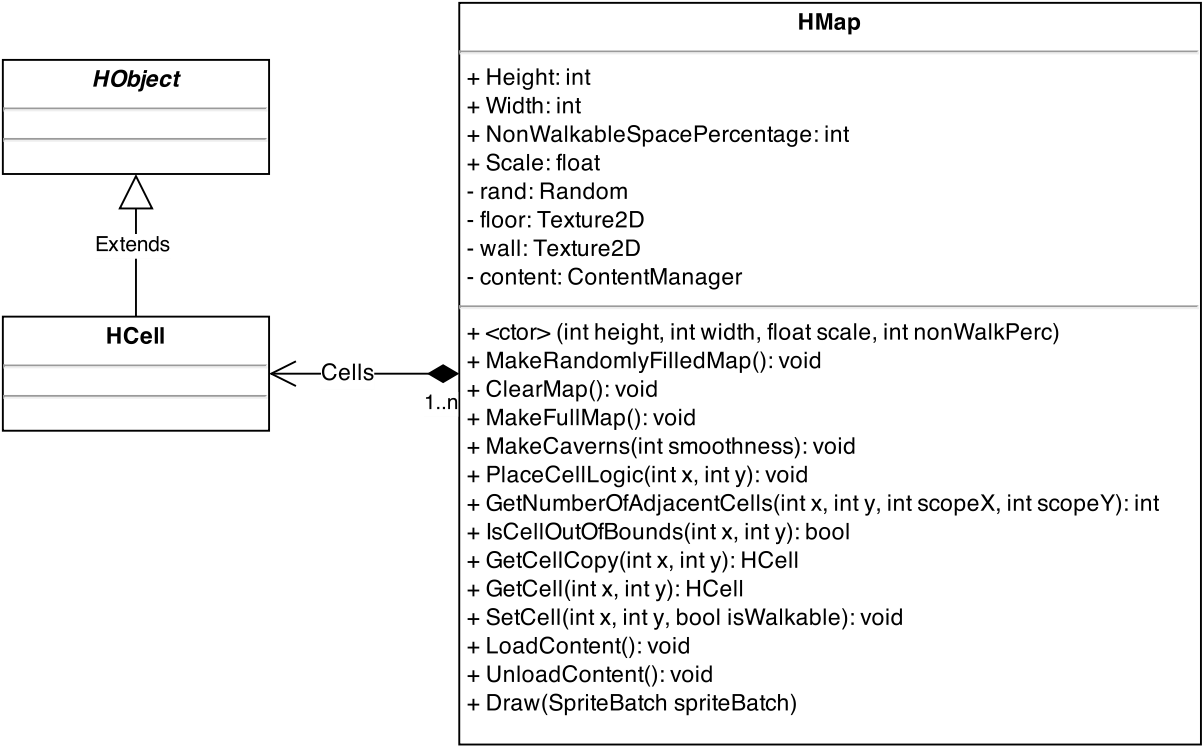 HObject
Extends
HCell
Cells
1..n
HMap
+ Height: int
+ Width: int
+ NonWalkableSpacePercentage: int
+ Scale: float
- rand: Random
- floor: Texture2D
- wall: Texture2D
- content: ContentManager
+ <ctor> (int height, int width, float scale, int nonWalkPerc)
+ MakeRandomlyFilledMap(): void
+ ClearMap(): void
+ MakeFullMap(): void
+ MakeCaverns(int smoothness): void
+ PlaceCellLogic(int x, int y): void
+ GetNumberOfAdjacentCells(int x, int y, int scopeX, int scopeY): int
+ IsCellOutOfBounds(int x, int y): bool
+ GetCellCopy(int x, int y): HCell
+ GetCell(int x, int y): HCell
+ SetCell(int x, int y, bool isWalkable): void
+ LoadContent(): void
+ UnloadContent(): void
+ Draw(SpriteBatch spriteBatch)